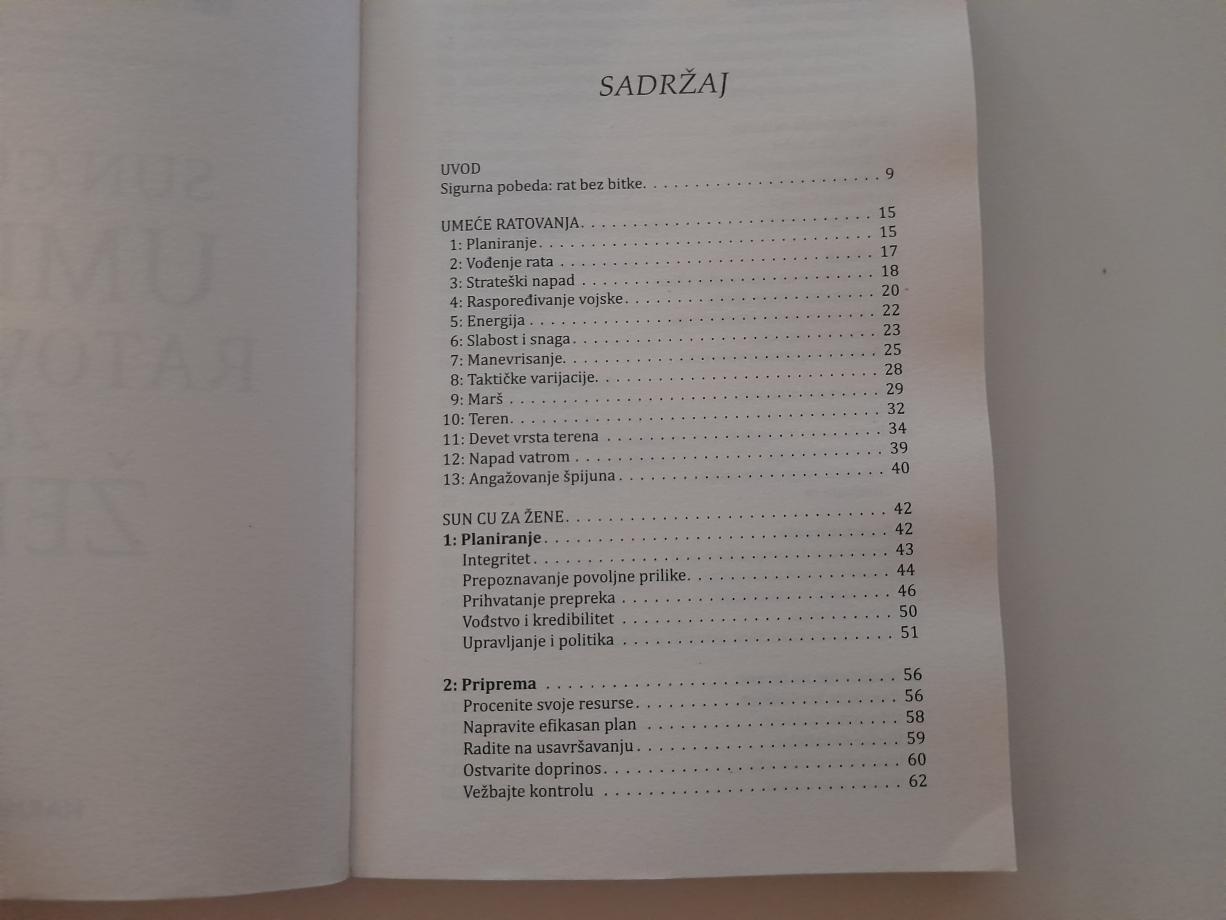 SADRŽAJ
UVOD
Sigurna pobeda: rat bez bitke. . . . . . . . . . . . . . . . . . . . . . . 9
UMEĆE RATOVANJA. . . . . . . . . . . . . . . . . . . . . . . . . . . . 15
1: Planiranje. . . . . . . . . . . . . . . . . . . . . . . . . . . . . . . . 15
2: Vođenje rata . . . . . . . . . . . . . . . . . . . . . . . . . . . . . 17
3: Strateški napad . . . . . . . . . . . . . . . . . . . . . . . . . . . 18
4: Raspoređivanje vojske. . . . . . . . . . . . . . . . . . . . . . . 20
5: Energija . . . . . . . . . . . . . . . . . . . . . . . . . . . . . . . . 22
6: Slabost i snaga. . . . . . . . . . . . . . . . . . . . . . . . . . . . 23
7: Manevrisanje. . . . . . . . . . . . . . . . . . . . . . . . . . . . . 25
8: Taktičke varijacije. . . . . . . . . . . . . . . . . . . . . . . . . . 28
9: Marš . . . . . . . . . . . . . . . . . . . . . . . . . . . . . . . . . . 29
10: Teren. . . . . . . . . . . . . . . . . . . . . . . . . . . . . . . . . . 32
11: Devet vrsta terena . . . . . . . . . . . . . . . . . . . . . . . . 34
12: Napad vatrom . . . . . . . . . . . . . . . . . . . . . . . . . . . 39
13: Angažovanje špijuna . . . . . . . . . . . . . . . . . . . . . . . 40
SUN CU ZA ŽENE. . . . . . . . . . . . . . . . . . . . . . . . . . . . . 42
1: Planiranje. . . . . . . . . . . . . . . . . . . . . . . . . . . . . . . . 42
Integritet . . . . . . . . . . . . . . . . . . . . . . . . . . . . . . . . 43
Prepoznavanje povoljne prilike. . . . . . . . . . . . . . . . . . 44
Prihvatanje prepreka . . . . . . . . . . . . . . . . . . . . . . . . 46
Vođstvo i kredibilitet . . . . . . . . . . . . . . . . . . . . . . . . 50
Upravljanje i politika . . . . . . . . . . . . . . . . . . . . . . . . 51
2: Priprema . . . . . . . . . . . . . . . . . . . . . . . . . . . . . . . 56
Procenite svoje resurse. . . . . . . . . . . . . . . . . . . . . . . 56
Napravite efikasan plan . . . . . . . . . . . . . . . . . . . . . . 58
Radite na usavršavanju . . . . . . . . . . . . . . . . . . . . . . . 59
Ostvarite doprinos. . . . . . . . . . . . . . . . . . . . . . . . . . 60
Vežbajte kontrolu . . . . . . . . . . . . . . . . . . . . . . . . . . 62